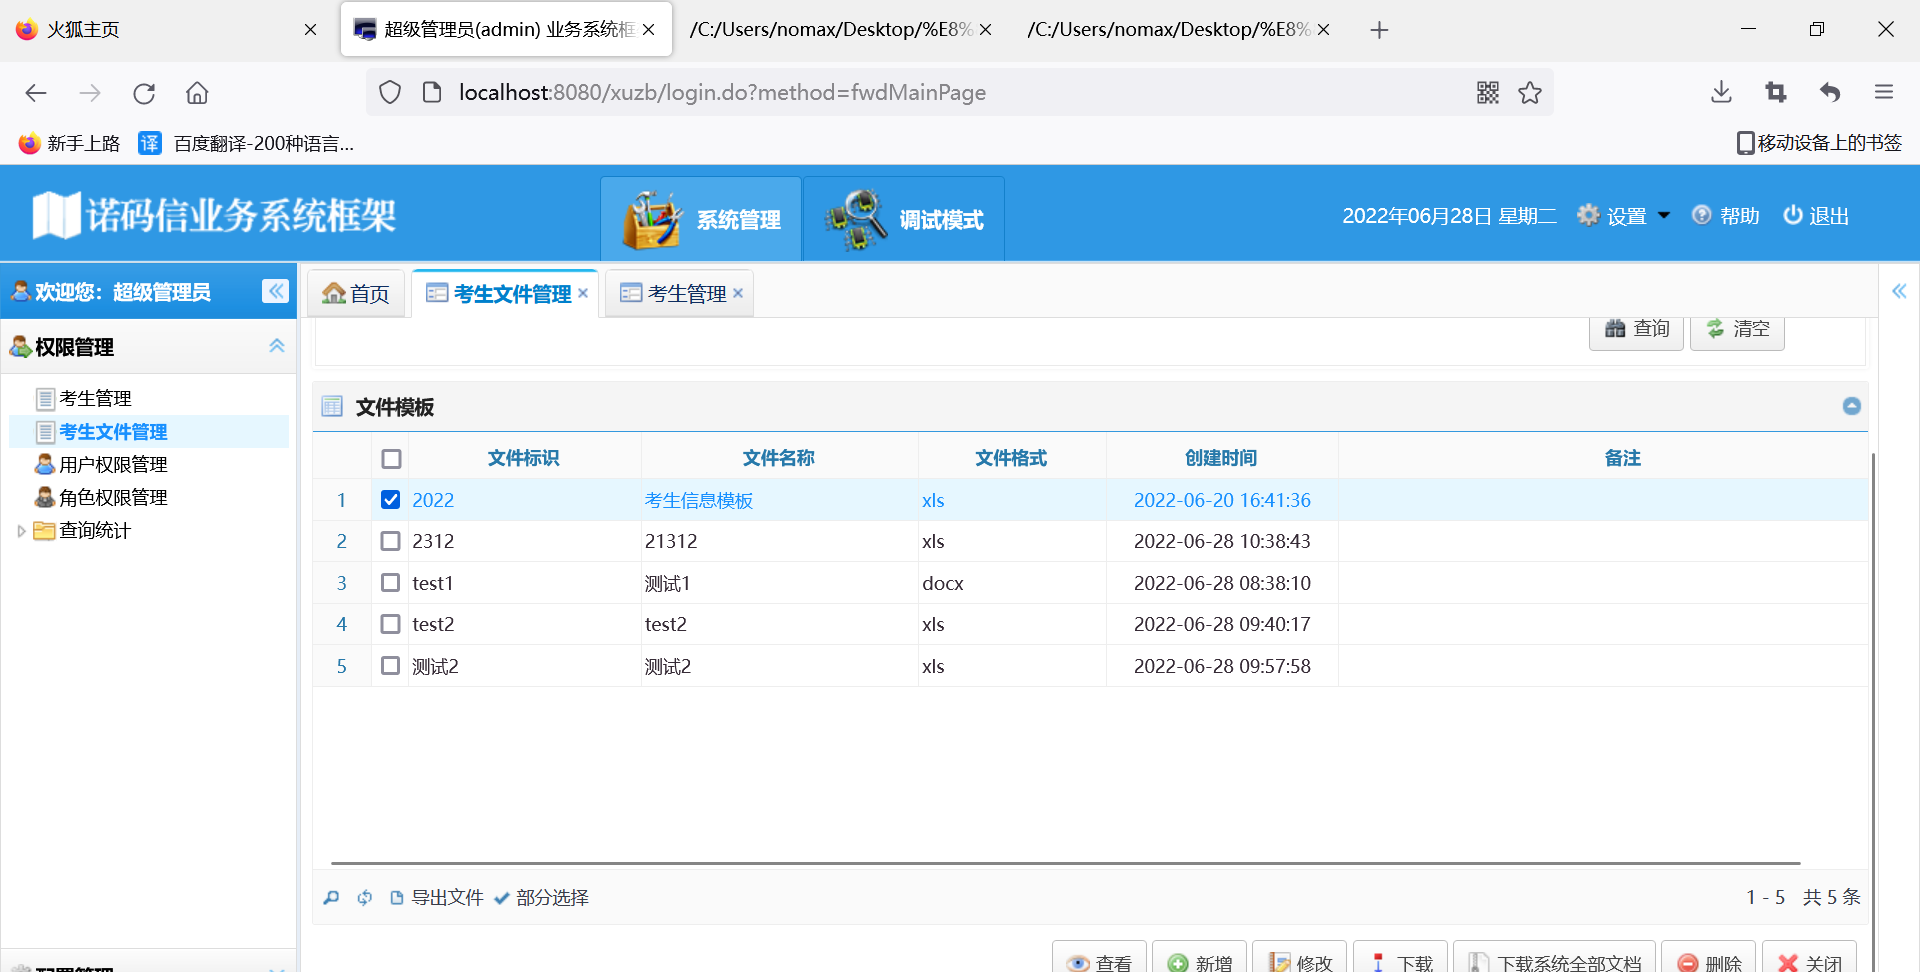 火狐主页
超级管理员(admin) 业务系统框
/C:/Users/nomax/Desktop/%E8%
/C:/Users/nomax/Desktop/%E8%
localhost:8080/xuzb/login.do?method=fwdMainPage
新手上路
译 百度翻译-200种语言...
移动设备上的书签
诺码信业务系统框架
系统管理
调试模式
2022年06月28日 星期二
设置
帮助
退出
欢迎您：超级管理员
首页
考生文件管理
考生管理
权限管理
考生管理
考生文件管理
用户权限管理
角色权限管理
查询统计
查询
清空
文件模板
文件标识 文件名称 文件格式 创建时间 备注
1 2022 考生信息模板 xls 2022-06-20 16:41:36
2 2312 21312 xls 2022-06-28 10:38:43
3 test1 测试1 docx 2022-06-28 08:38:10
4 test2 test2 xls 2022-06-28 09:40:17
5 测试2 测试2 xls 2022-06-28 09:57:58
导出文件 部分选择
1 - 5 共 5 条
查看 新增 修改 下载 下载系统全部文档 删除 关闭
配置管理